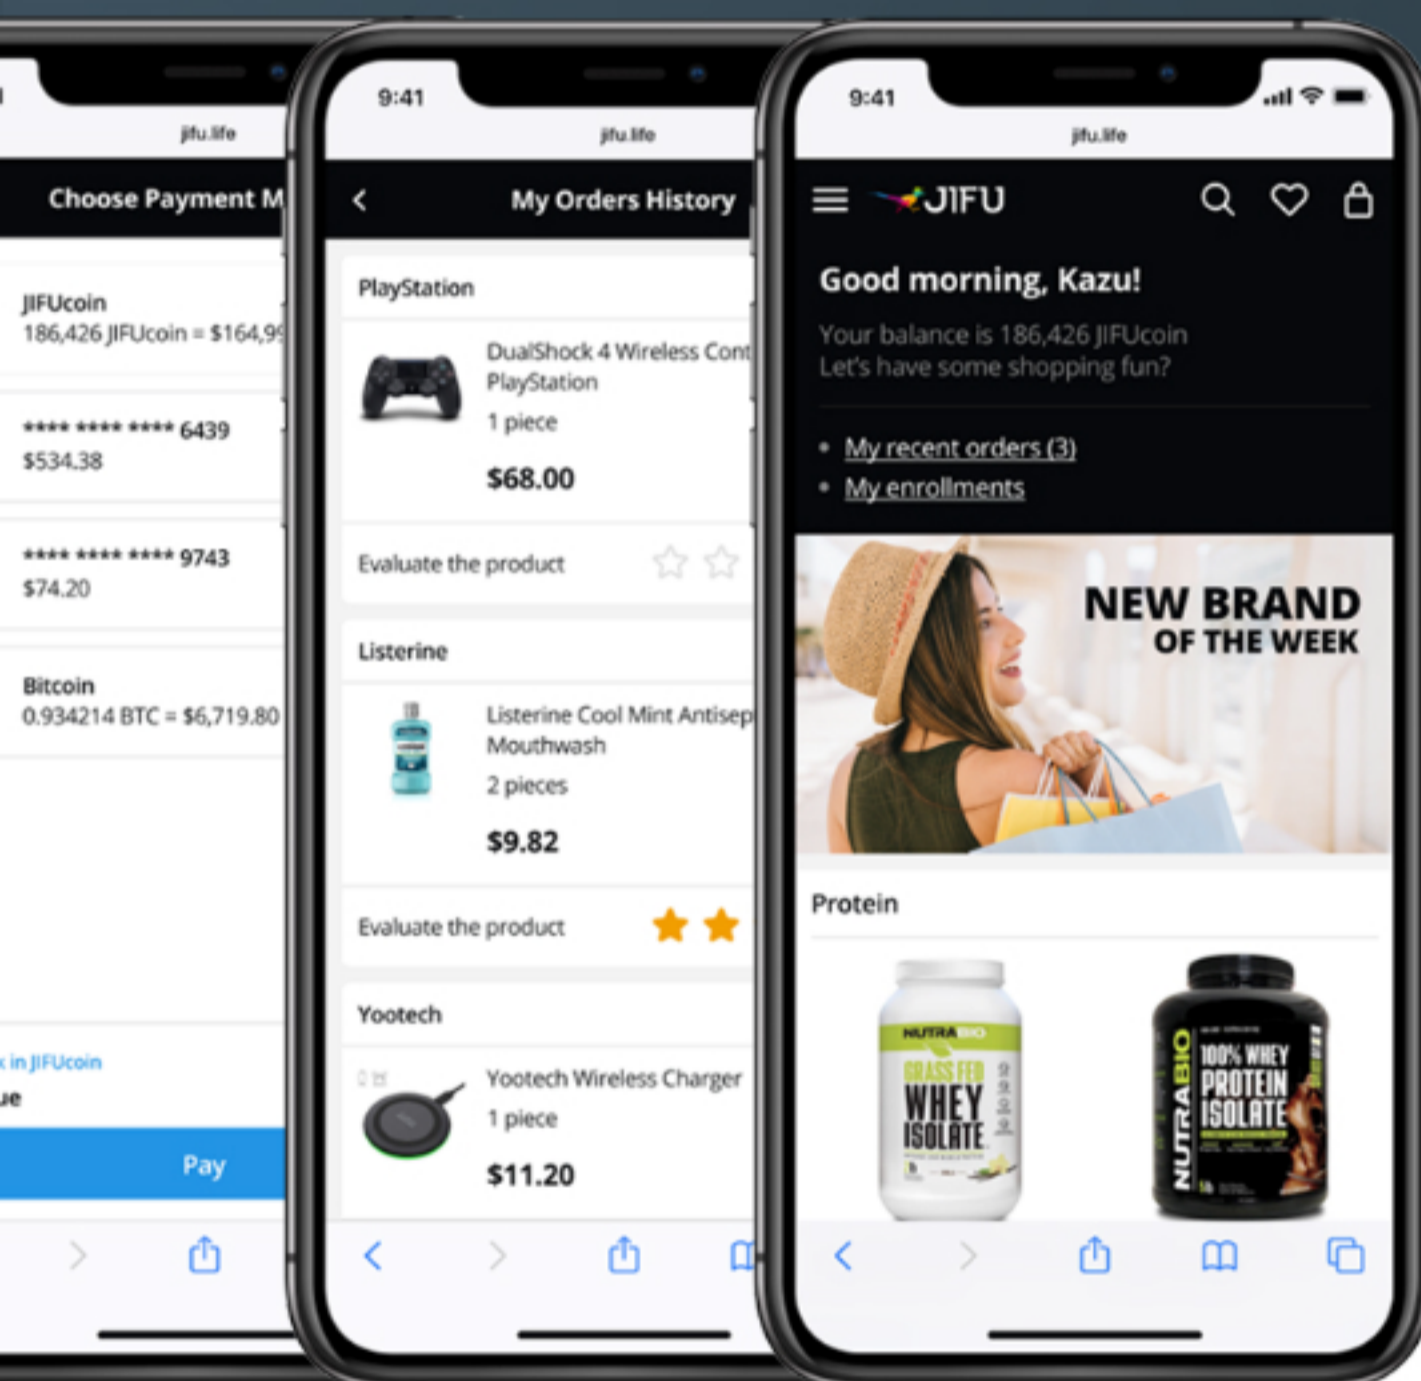 jifu.life
Choose Payment M
JIFUcoin
186,426 JIFUcoin = $164,99
**** **** **** 6439
$534.38
**** **** **** 9743
$74.20
Bitcoin
0.934214 BTC = $6,719.80
in JIFUcoin
Pay
9:41
jifu.life
My Orders History
PlayStation
DualShock 4 Wireless Cont
PlayStation
1 piece
$68.00
Evaluate the product
Listerine
Listerine Cool Mint Antisep
Mouthwash
2 pieces
$9.82
Evaluate the product
Yootech
Yootech Wireless Charger
1 piece
$11.20
9:41
jifu.life
JIFU
Good morning, Kazu!
Your balance is 186,426 JIFUcoin
Let's have some shopping fun?
My recent orders (3)
My enrollments
NEW BRAND
OF THE WEEK
Protein
NUTRABIO
GRASS FED
WHEY
ISOLATE
NUTRABIO
100% WHEY
PROTEIN
ISOLATE